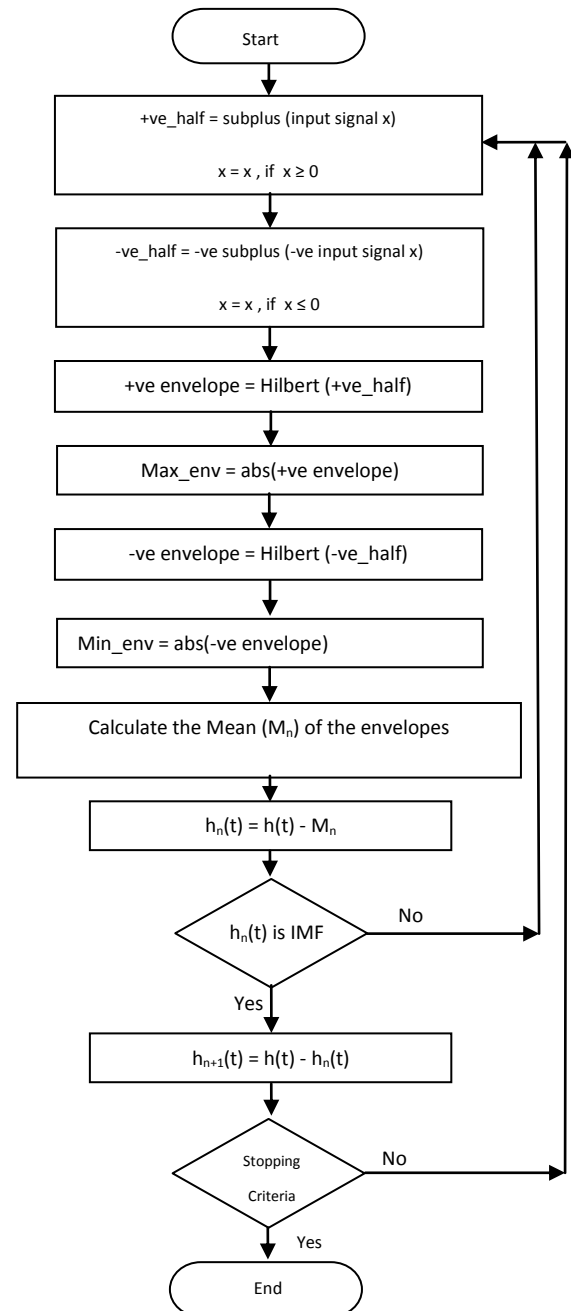 Start
+ve_half = subplus (input signal x)
x = x , if x ≥ 0
-ve_half = -ve subplus (-ve input signal x)
x = x , if x ≤ 0
+ve envelope = Hilbert (+ve_half)
Max_env = abs(+ve envelope)
-ve envelope = Hilbert (-ve_half)
Min_env = abs(-ve envelope)
Calculate the Mean (Mₙ) of the envelopes
hₙ(t) = h(t) - Mₙ
hₙ(t) is IMF
No
Yes
hₙ₊₁(t) = h(t) - hₙ(t)
Stopping
Criteria
No
Yes
End